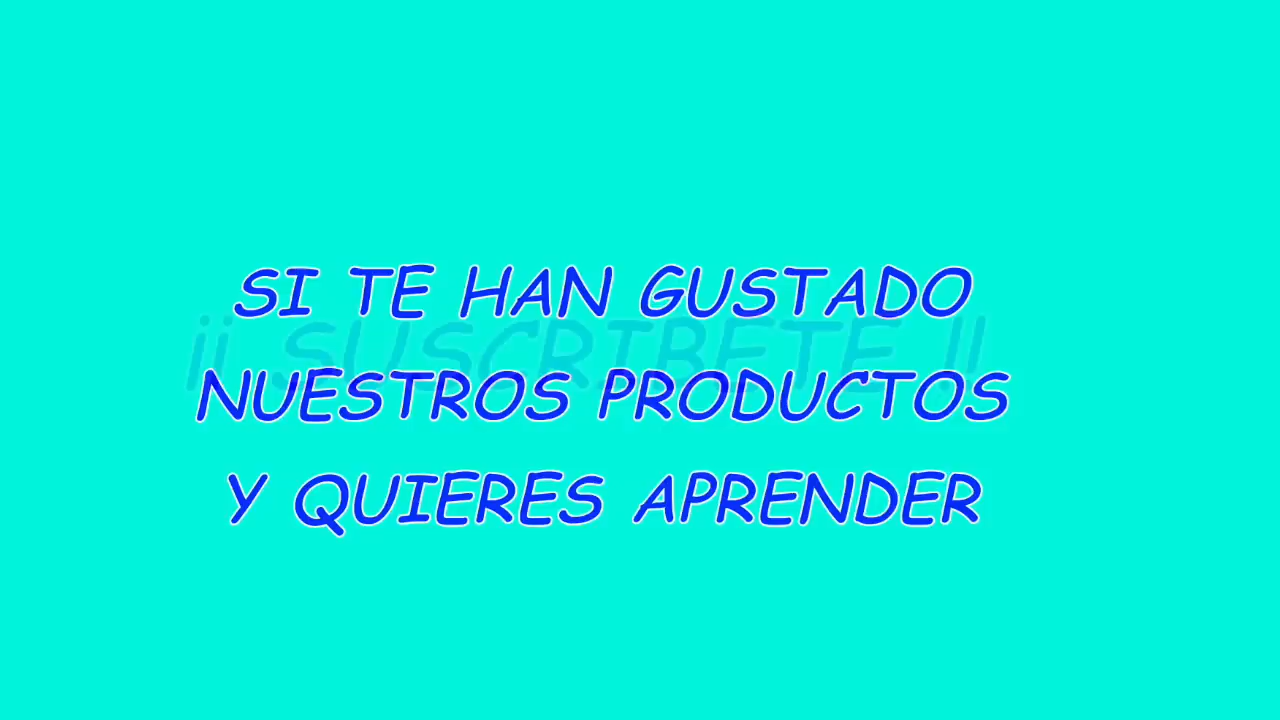 SI TE HAN GUSTADO
¡¡ SUSCRIBETE !!
NUESTROS PRODUCTOS
Y QUIERES APRENDER